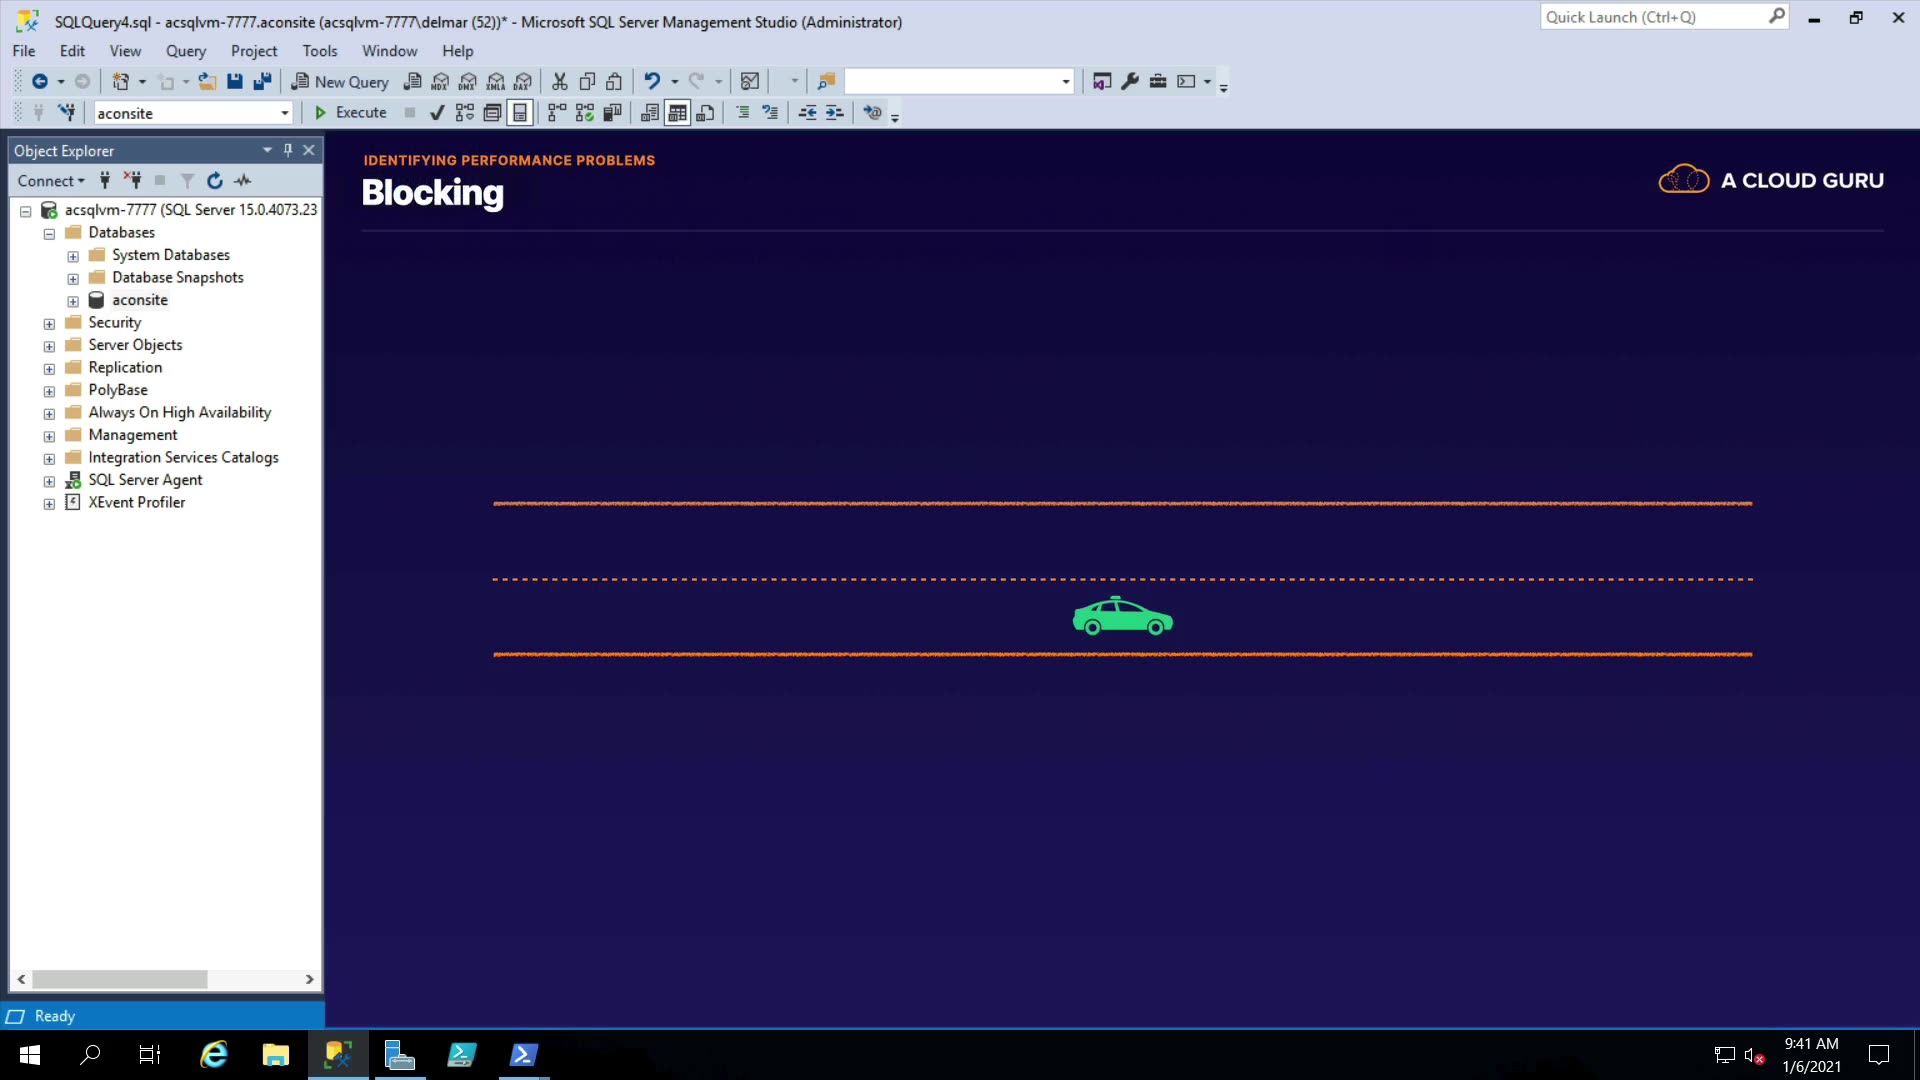 SQLQuery4.sql - acsqlvm-7777.aconsite (acsqlvm-7777\delmar (52))* - Microsoft SQL Server Management Studio (Administrator)
Quick Launch (Ctrl+Q)
File Edit View Query Project Tools Window Help
New Query MDX DMX XMLA DAX
aconsite Execute
Object Explorer
Connect
acsqlvm-7777 (SQL Server 15.0.4073.23
Databases
System Databases
Database Snapshots
aconsite
Security
Server Objects
Replication
PolyBase
Always On High Availability
Management
Integration Services Catalogs
SQL Server Agent
XEvent Profiler
Ready
IDENTIFYING PERFORMANCE PROBLEMS
Blocking
A CLOUD GURU
9:41 AM
1/6/2021